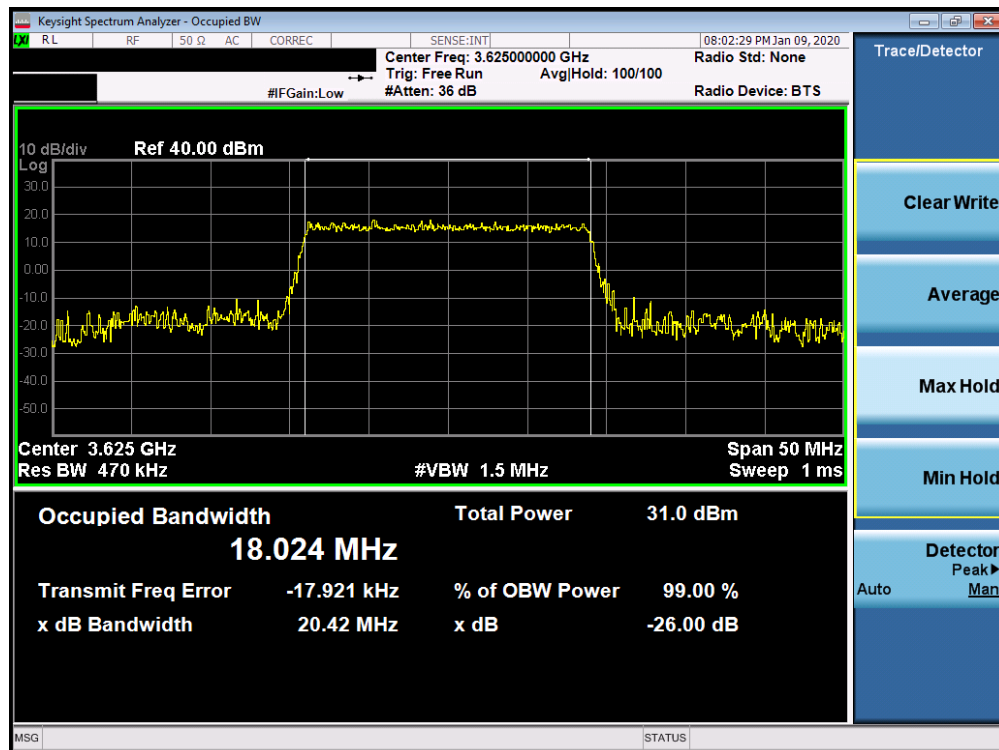 Keysight Spectrum Analyzer - Occupied BW
LXI RL RF 50 Ω AC CORREC SENSE:INT 08:02:29 PM Jan 09, 2020
Center Freq: 3.625000000 GHz Radio Std: None
Trig: Free Run Avg|Hold: 100/100
#IFGain:Low #Atten: 36 dB Radio Device: BTS
Trace/Detector
10 dB/div Ref 40.00 dBm
Log
30.0
20.0
10.0
0.00
-10.0
-20.0
-30.0
-40.0
-50.0
Center 3.625 GHz Span 50 MHz
Res BW 470 kHz #VBW 1.5 MHz Sweep 1 ms
Occupied Bandwidth Total Power 31.0 dBm
18.024 MHz
Transmit Freq Error -17.921 kHz % of OBW Power 99.00 %
x dB Bandwidth 20.42 MHz x dB -26.00 dB
Clear Write
Average
Max Hold
Min Hold
Detector
Peak▶
Auto Man
MSG STATUS